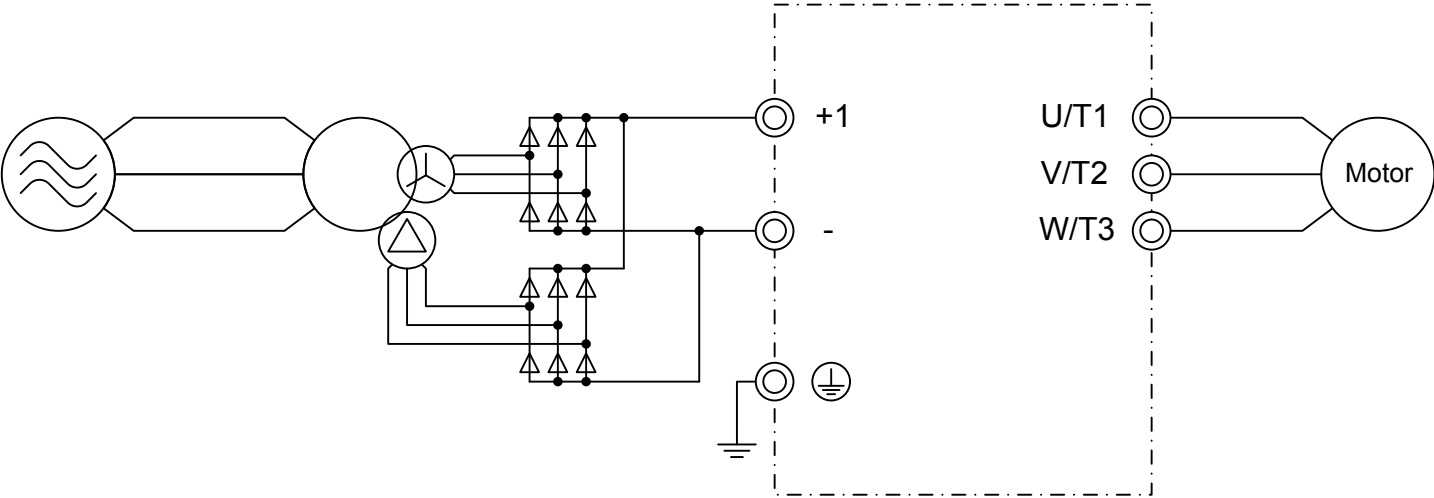 +1
U/T1
V/T2
Motor
-
W/T3